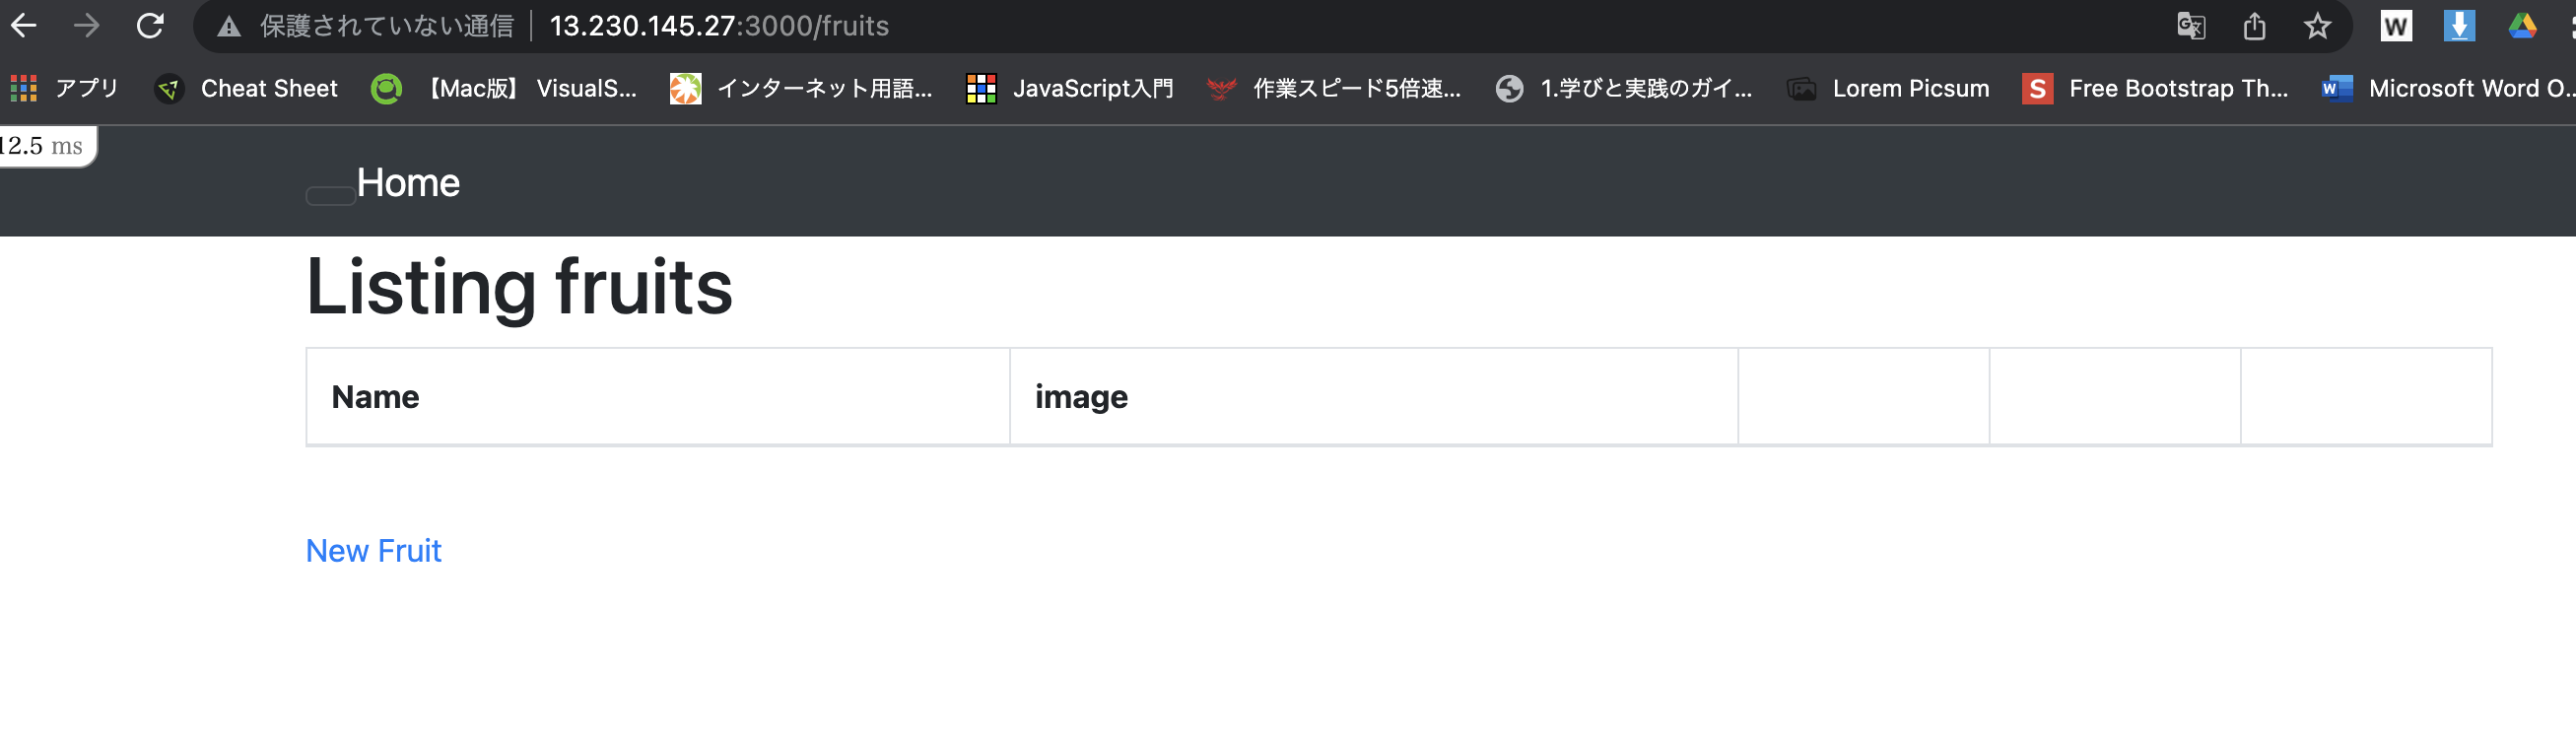 保護されていない通信 13.230.145.27:3000/fruits
アプリ Cheat Sheet 【Mac版】 VisualS... インターネット用語... JavaScript入門 作業スピード5倍速... 1.学びと実践のガイ... Lorem Picsum Free Bootstrap Th... Microsoft Word O...
12.5 ms
Home
Listing fruits
Name image
New Fruit